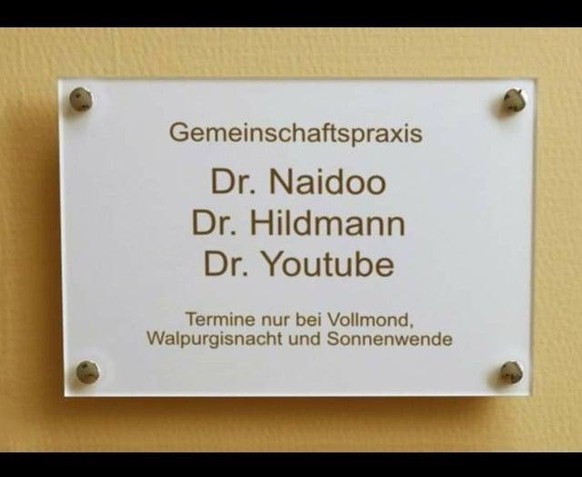 Gemeinschaftspraxis
Dr. Naidoo
Dr. Hildmann
Dr. Youtube
Termine nur bei Vollmond,
Walpurgisnacht und Sonnenwende